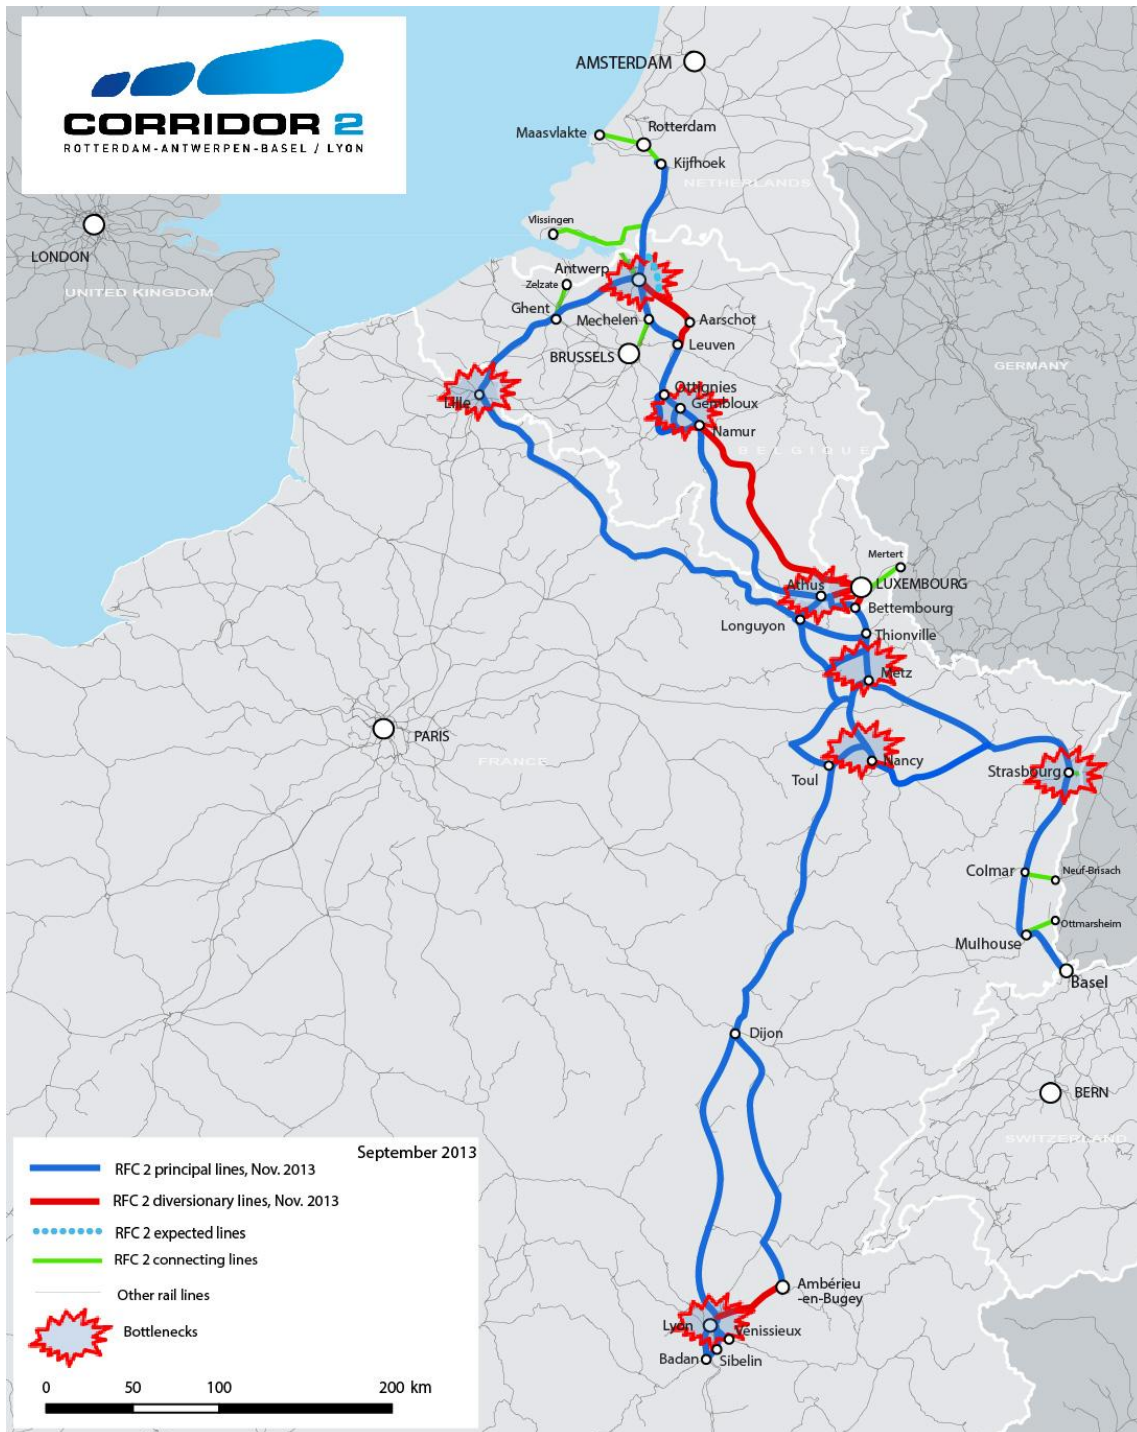 CORRIDOR 2
ROTTERDAM-ANTWERPEN-BASEL / LYON
AMSTERDAM
Maasvlakte
Rotterdam
Kijfhoek
NETHERLANDS
Vlissingen
LONDON
UNITED KINGDOM
Antwerp
Zelzate
Ghent
Mechelen
Aarschot
BRUSSELS
Leuven
GERMANY
Lille
Ottignies
Gembloux
Namur
BELGIQUE
Mertert
Athus
LUXEMBOURG
Bettembourg
Longuyon
Thionville
Metz
PARIS
FRANCE
Nancy
Toul
Strasbourg
Colmar
Neuf-Brisach
Ottmarsheim
Mulhouse
Basel
Dijon
BERN
SWITZERLAND
Ambérieu
-en-Bugey
Lyon
Vénissieux
Badan
Sibelin
September 2013
RFC 2 principal lines, Nov. 2013
RFC 2 diversionary lines, Nov. 2013
RFC 2 expected lines
RFC 2 connecting lines
Other rail lines
Bottlenecks
0 50 100 200 km